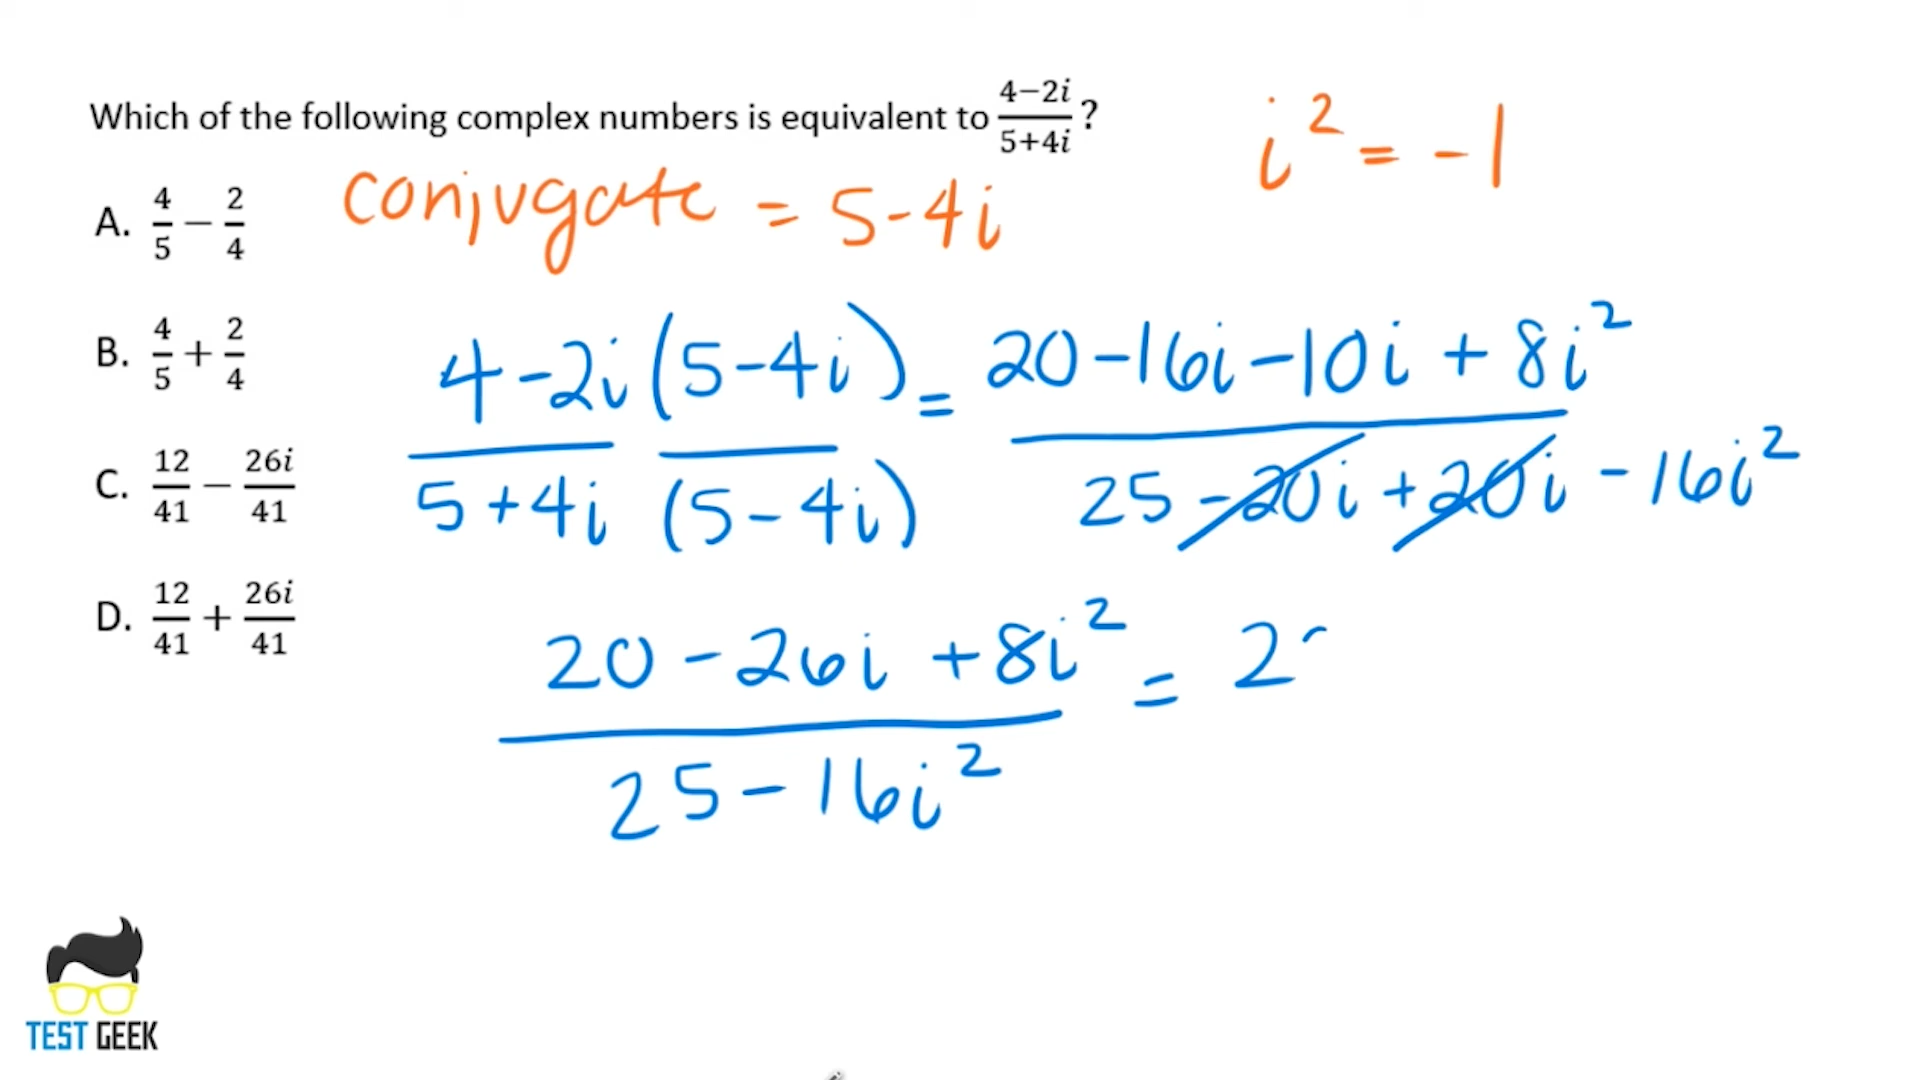 Which of the following complex numbers is equivalent to (4−2i)/(5+4i)?
i² = -1
conjugate = 5-4i
A. 4/5 − 2/4
B. 4/5 + 2/4
C. 12/41 − 26i/41
D. 12/41 + 26i/41
4-2i (5-4i) = 20-16i-10i+8i²
5+4i (5-4i) 25-20i+20i-16i²
20-26i+8i² = 2
25-16i²
TEST GEEK